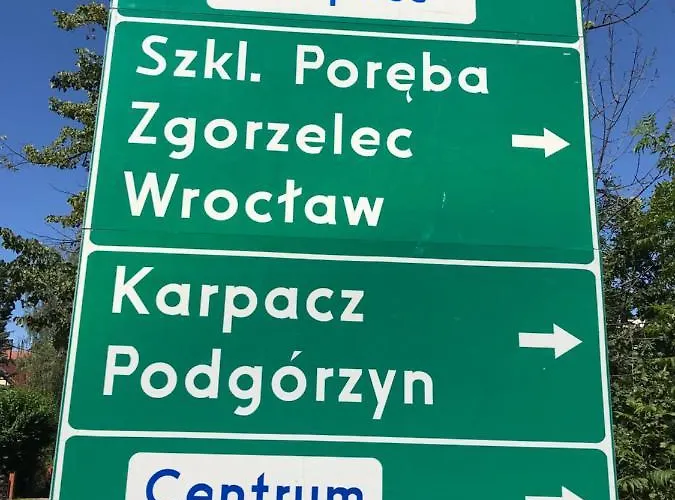 Szkl. Poręba
Zgorzelec
Wrocław
Karpacz
Podgórzyn
Centrum